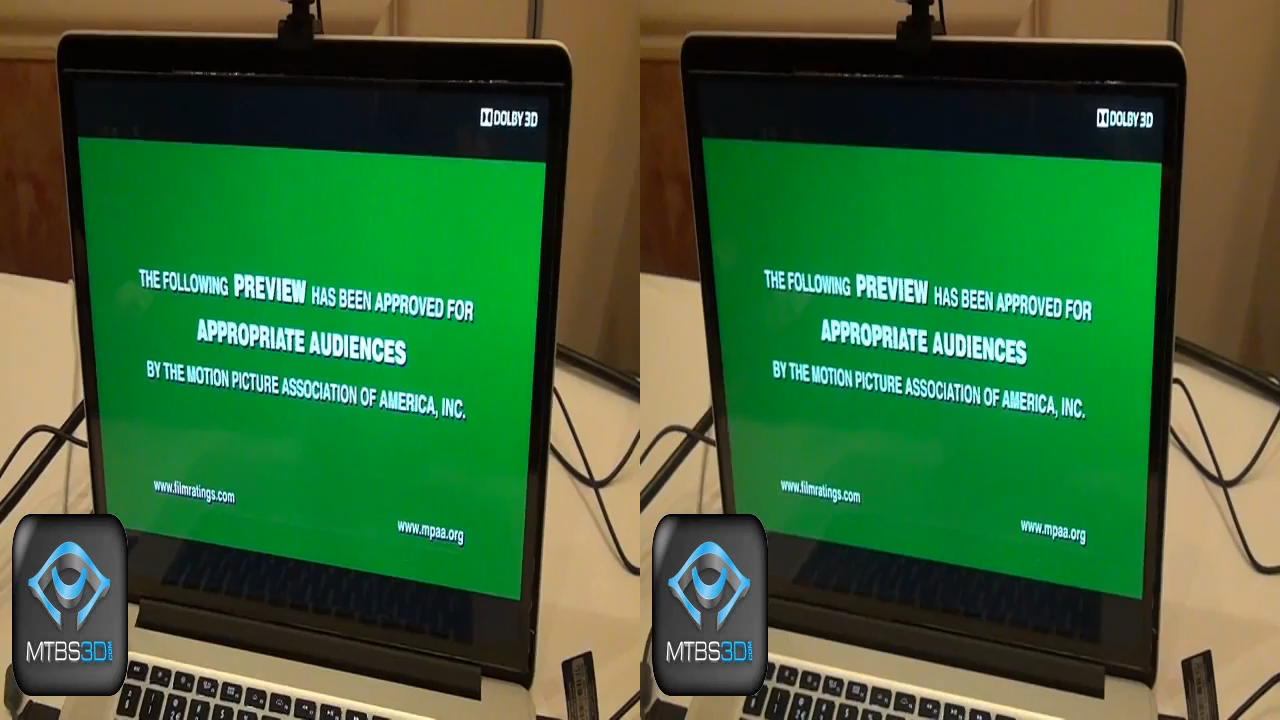 DOLBY 3D
THE FOLLOWING PREVIEW HAS BEEN APPROVED FOR
APPROPRIATE AUDIENCES
BY THE MOTION PICTURE ASSOCIATION OF AMERICA, INC.
www.filmratings.com
www.mpaa.org
MTBS3D.COM
DOLBY 3D
THE FOLLOWING PREVIEW HAS BEEN APPROVED FOR
APPROPRIATE AUDIENCES
BY THE MOTION PICTURE ASSOCIATION OF AMERICA, INC.
www.filmratings.com
www.mpaa.org
MTBS3D.COM